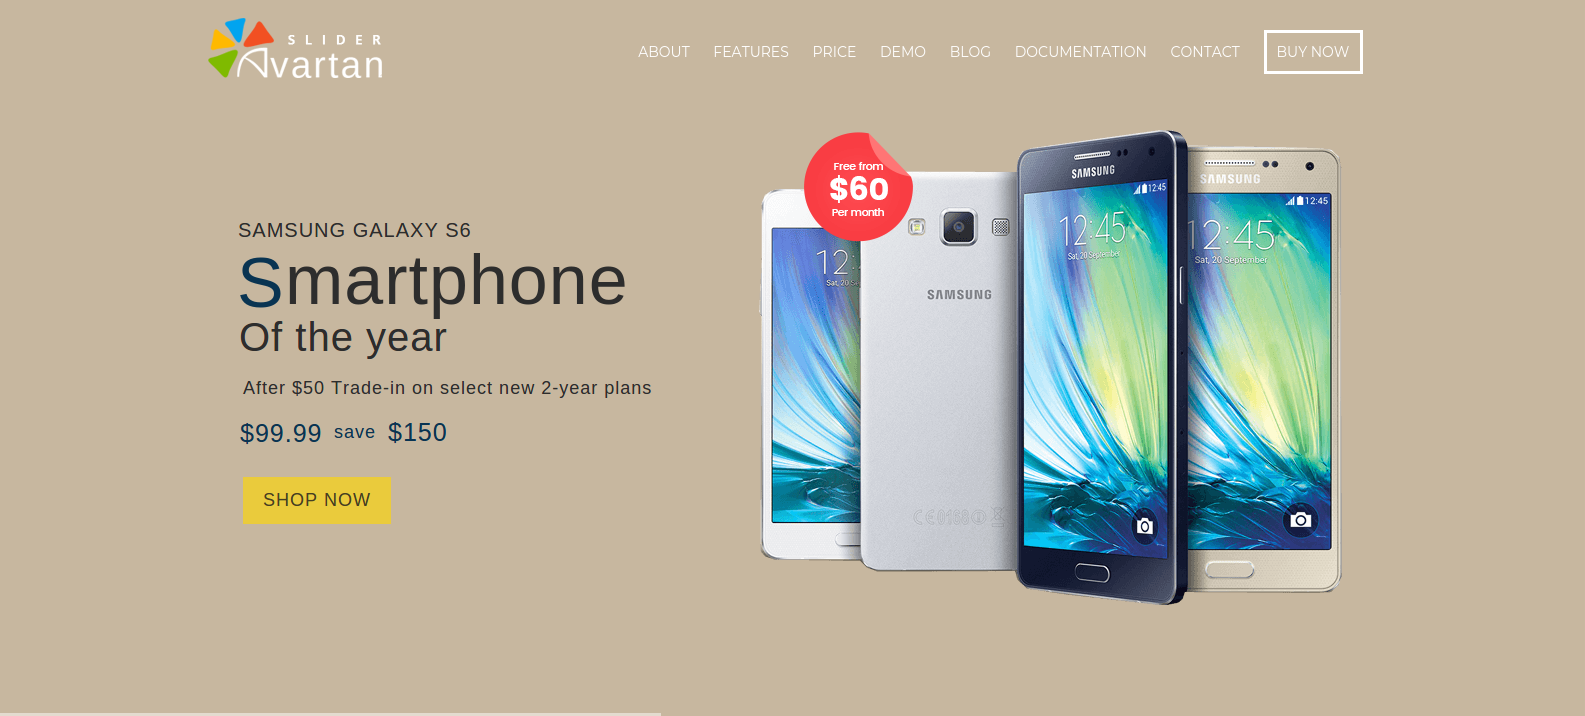 SLIDER
Avartan
ABOUT FEATURES PRICE DEMO BLOG DOCUMENTATION CONTACT BUY NOW
SAMSUNG GALAXY S6
Smartphone
Of the year
After $50 Trade-in on select new 2-year plans
$99.99 save $150
SHOP NOW
Free from
$60
Per month
12:
Sat, 20 S
SAMSUNG
CE0168
SAMSUNG
12:45
12:45
Sat, 20 September
SAMSUNG
12:45
12:45
Sat, 20 September